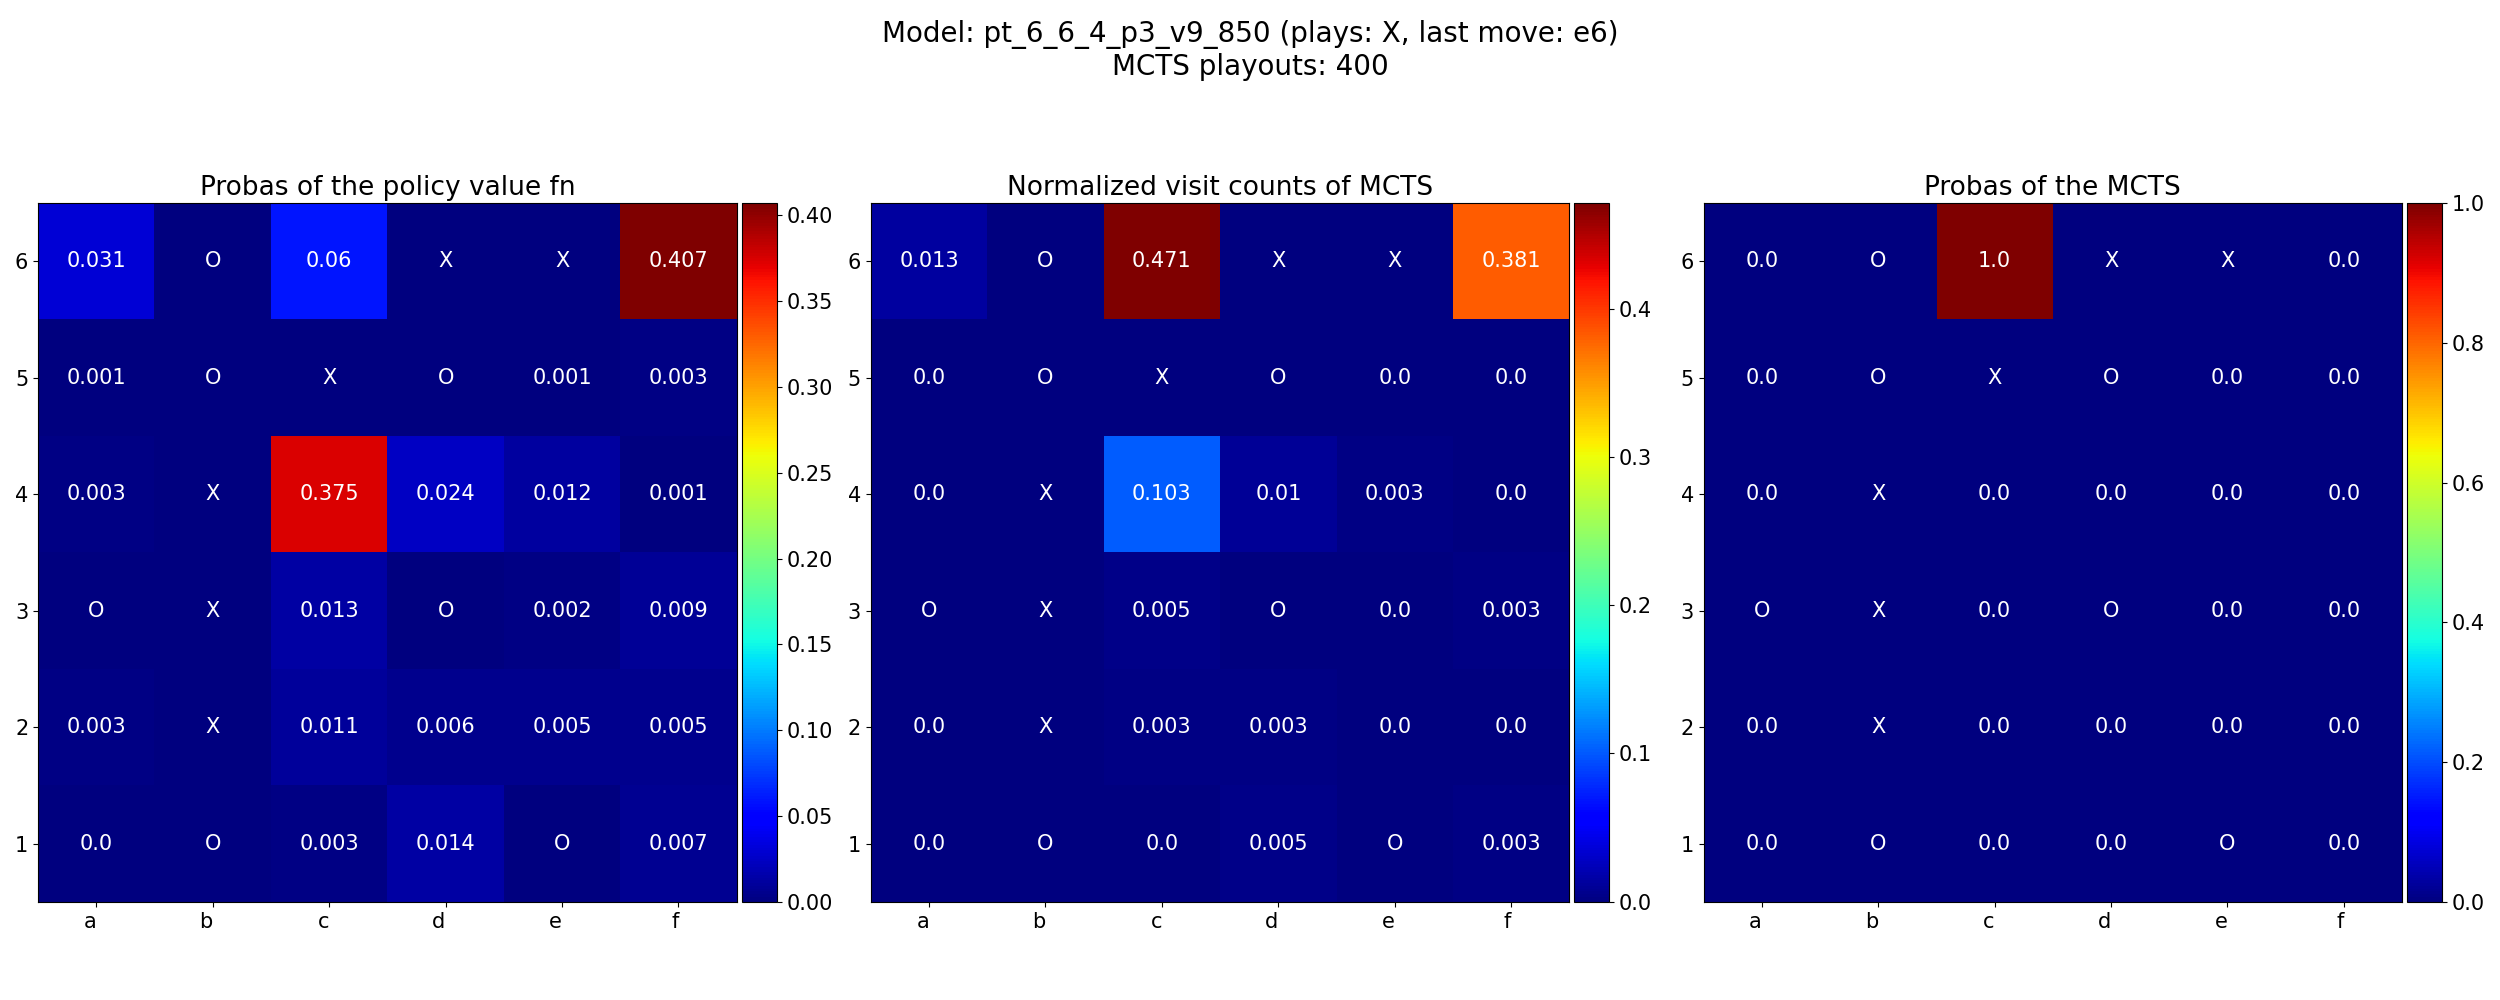 Model: pt_6_6_4_p3_v9_850 (plays: X, last move: e6)
MCTS playouts: 400
Probas of the policy value fn
6 0.031 O 0.06 X X 0.407
5 0.001 O X O 0.001 0.003
4 0.003 X 0.375 0.024 0.012 0.001
3 O X 0.013 O 0.002 0.009
2 0.003 X 0.011 0.006 0.005 0.005
1 0.0 O 0.003 0.014 O 0.007
a b c d e f
0.40
0.35
0.30
0.25
0.20
0.15
0.10
0.05
0.00
Normalized visit counts of MCTS
6 0.013 O 0.471 X X 0.381
5 0.0 O X O 0.0 0.0
4 0.0 X 0.103 0.01 0.003 0.0
3 O X 0.005 O 0.0 0.003
2 0.0 X 0.003 0.003 0.0 0.0
1 0.0 O 0.0 0.005 O 0.003
a b c d e f
0.4
0.3
0.2
0.1
0.0
Probas of the MCTS
6 0.0 O 1.0 X X 0.0
5 0.0 O X O 0.0 0.0
4 0.0 X 0.0 0.0 0.0 0.0
3 O X 0.0 O 0.0 0.0
2 0.0 X 0.0 0.0 0.0 0.0
1 0.0 O 0.0 0.0 O 0.0
a b c d e f
1.0
0.8
0.6
0.4
0.2
0.0